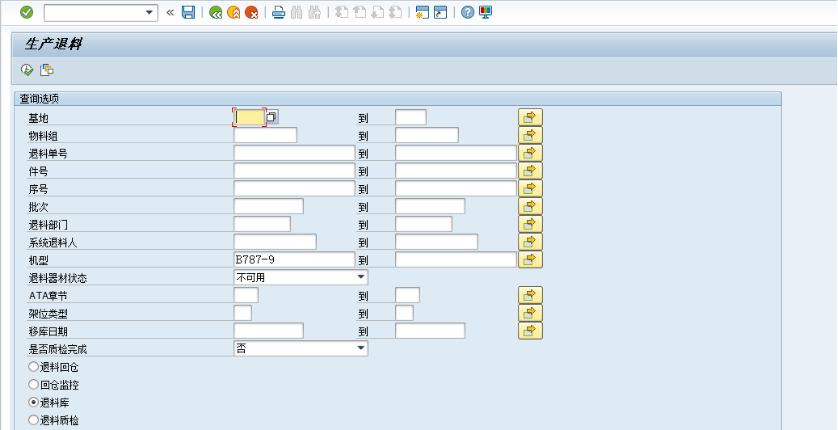 生产退料
查询选项
基地 到
物料组 到
退料单号 到
件号 到
序号 到
批次 到
退料部门 到
系统退料人 到
机型 B787-9 到
退料器材状态 不可用
ATA章节 到
架位类型 到
移库日期 到
是否质检完成 否
退料回仓
回仓监控
退料库
退料质检